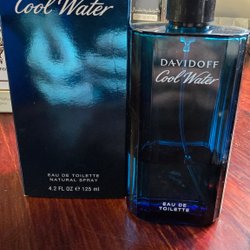 Cool Water
EAU DE TOILETTE
NATURAL SPRAY
4.2 FL OZ e 125 ml
DAVIDOFF
Cool Water
EAU DE TOILETTE